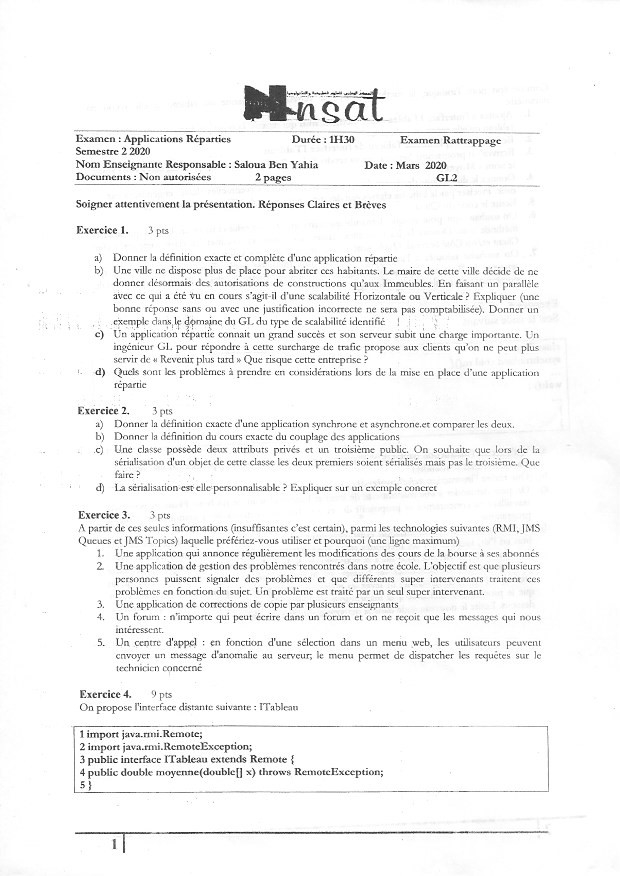 المعهد الوطني للعلوم التطبيقية والتكنولوجيا
insat
Examen : Applications Réparties Durée : 1H30 Examen Rattrappage
Semestre 2 2020
Nom Enseignante Responsable : Saloua Ben Yahia Date : Mars 2020
Documents : Non autorisées 2 pages GL2
Soigner attentivement la présentation. Réponses Claires et Brèves
Exercice 1. 3 pts
a) Donner la définition exacte et complète d'une application répartie
b) Une ville ne dispose plus de place pour abriter ces habitants. Le maire de cette ville décide de ne
donner désormais des autorisations de constructions qu'aux Immeubles. En faisant un parallèle
avec ce qui a été vu en cours s'agit-il d'une scalabilité Horizontale ou Verticale ? Expliquer (une
bonne réponse sans ou avec une justification incorrecte ne sera pas comptabilisée). Donner un
exemple dans le domaine du GL du type de scalabilité identifié
c) Un application répartie connait un grand succès et son serveur subit une charge importante. Un
ingénieur GL pour répondre à cette surcharge de trafic propose aux clients qu'on ne peut plus
servir de « Revenir plus tard » Que risque cette entreprise ?
d) Quels sont les problèmes à prendre en considérations lors de la mise en place d'une application
répartie
Exercice 2. 3 pts
a) Donner la définition exacte d'une application synchrone et asynchrone.et comparer les deux.
b) Donner la définition du cours exacte du couplage des applications
c) Une classe possède deux attributs privés et un troisième public. On souhaite que lors de la
sérialisation d'un objet de cette classe les deux premiers soient sérialisés mais pas le troisième. Que
faire ?
d) La sérialisation est elle personnalisable ? Expliquer sur un exemple concret
Exercice 3. 3 pts
A partir de ces seules informations (insuffisantes c'est certain), parmi les technologies suivantes (RMI, JMS
Queues et JMS Topics) laquelle préfériez-vous utiliser et pourquoi (une ligne maximum)
1. Une application qui annonce régulièrement les modifications des cours de la bourse à ses abonnés
2. Une application de gestion des problèmes rencontrés dans notre école. L'objectif est que plusieurs
personnes puissent signaler des problèmes et que différents super intervenants traitent ces
problèmes en fonction du sujet. Un problème est traité par un seul super intervenant.
3. Une application de corrections de copie par plusieurs enseignants
4. Un forum : n'importe qui peut écrire dans un forum et on ne reçoit que les messages qui nous
intéressent.
5. Un centre d'appel : en fonction d'une sélection dans un menu web, les utilisateurs peuvent
envoyer un message d'anomalie au serveur; le menu permet de dispatcher les requêtes sur le
technicien concerné
Exercice 4. 9 pts
On propose l'interface distante suivante : ITableau
1 import java.rmi.Remote;
2 import java.rmi.RemoteException;
3 public interface ITableau extends Remote {
4 public double moyenne(double[] x) throws RemoteException;
5 }
1